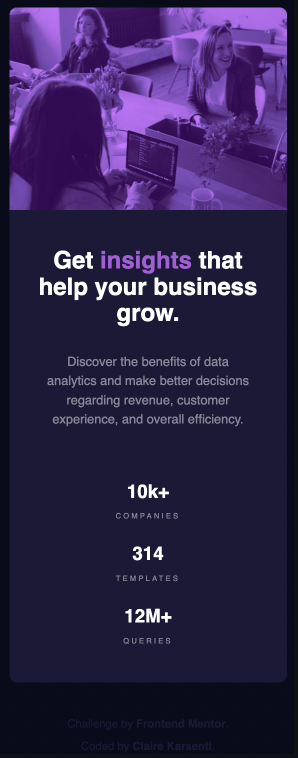 Get insights that
help your business
grow.
Discover the benefits of data
analytics and make better decisions
regarding revenue, customer
experience, and overall efficiency.
10k+
COMPANIES
314
TEMPLATES
12M+
QUERIES
Challenge by Frontend Mentor.
Coded by Claire Karsenti.